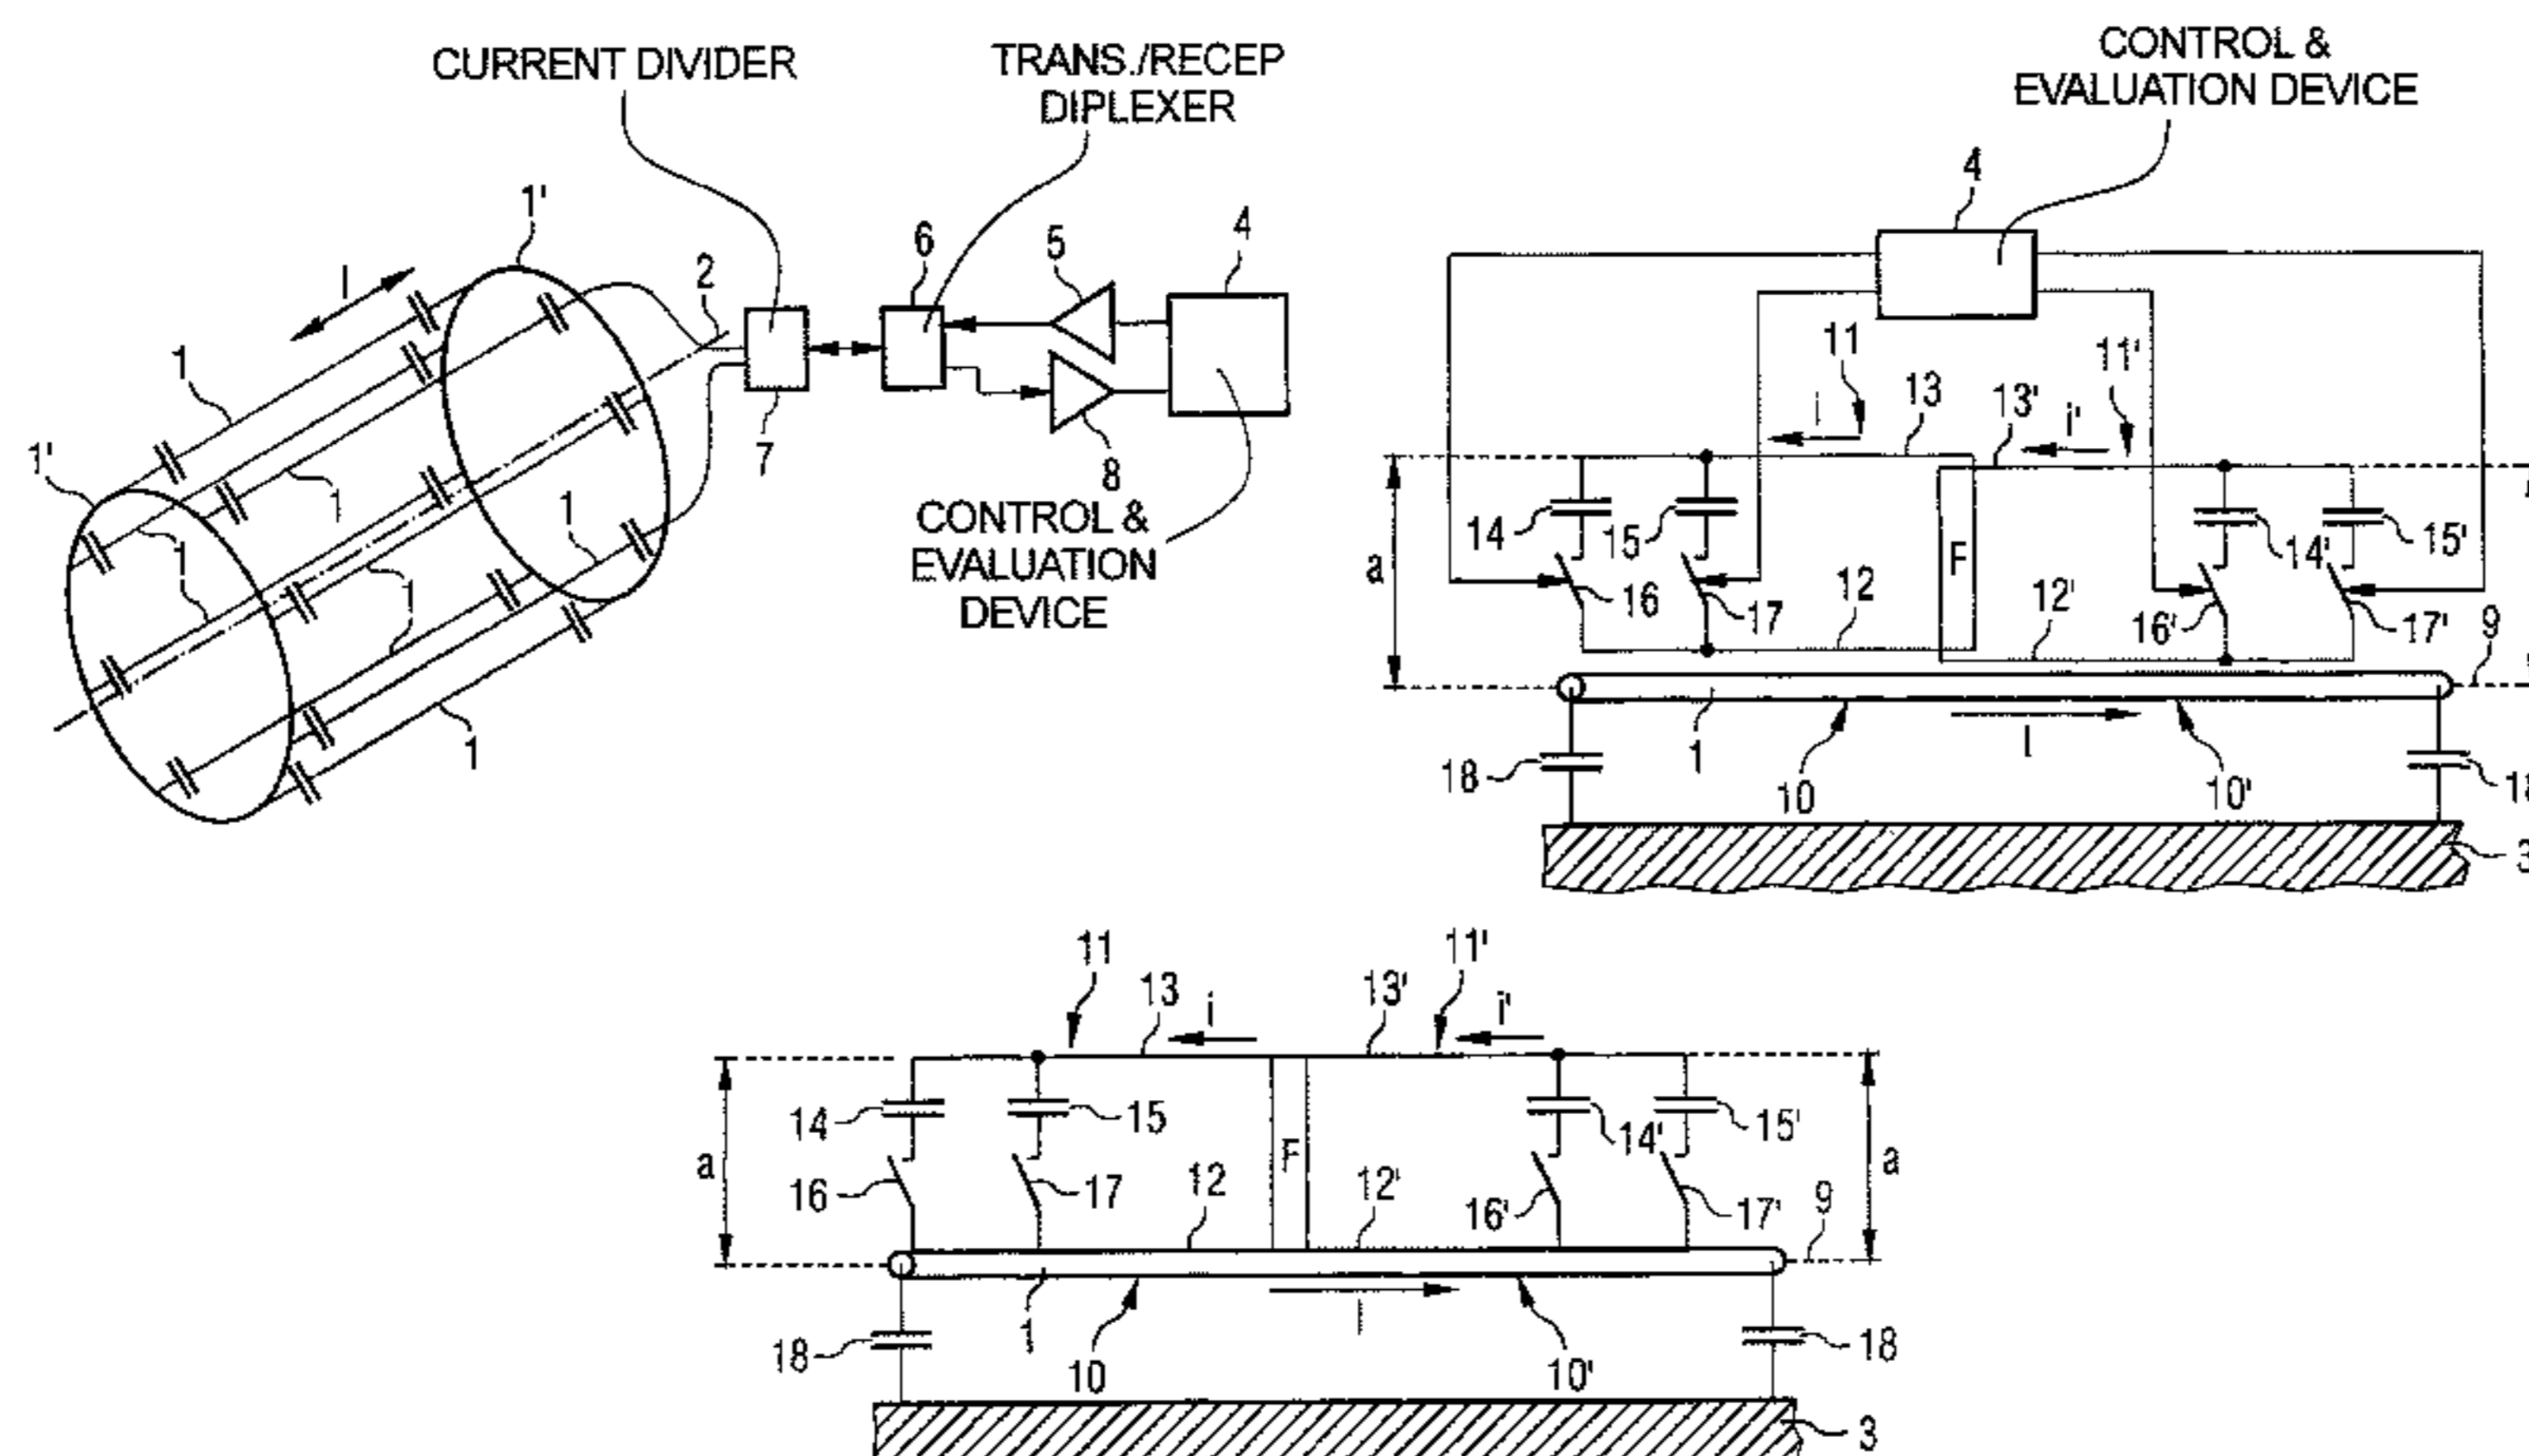 CURRENT DIVIDER
TRANS./RECEP
DIPLEXER
1'
l
1
1'
1
1
1
1
1
1
2
7
6
5
8
4
CONTROL &
EVALUATION
DEVICE
CONTROL &
EVALUATION DEVICE
4
11
i
13
13'
i'
11'
a
14
15
16
17
12
F
12'
14'
15'
16'
17'
9
1
10
I
10'
18
18
3
11
13
i
13'
11'
i'
a
14
15
16
17
12
F
12'
14'
15'
16'
17'
a
9
1
10
I
10'
18
18
3